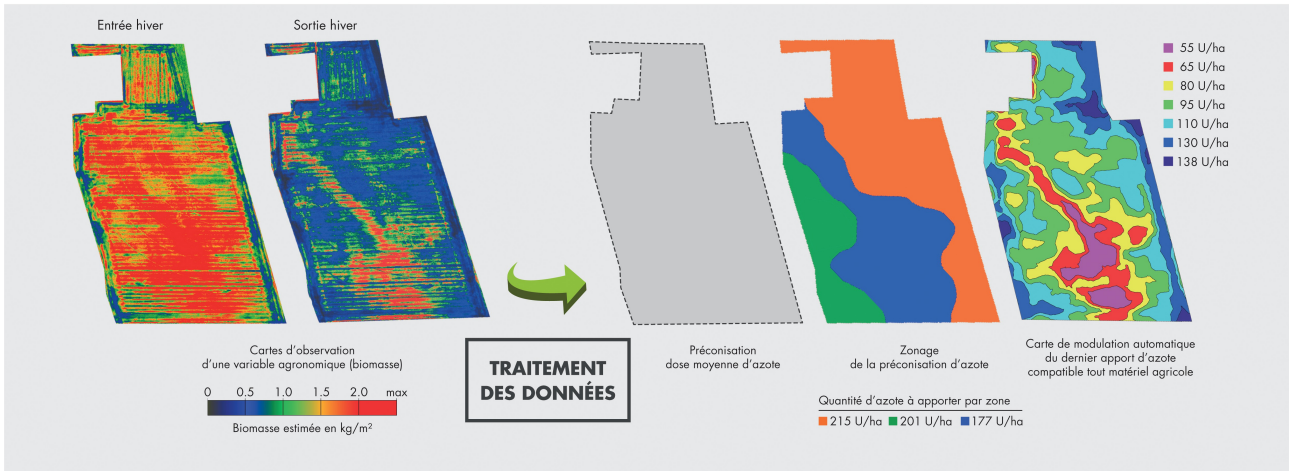 Entrée hiver
Sortie hiver
55 U/ha
65 U/ha
80 U/ha
95 U/ha
110 U/ha
130 U/ha
138 U/ha
Cartes d'observation
d'une variable agronomique (biomasse)
0 0.5 1.0 1.5 2.0 max
Biomasse estimée en kg/m²
TRAITEMENT
DES DONNÉES
Préconisation
dose moyenne d'azote
Zonage
de la préconisation d'azote
Quantité d'azote à apporter par zone
215 U/ha 201 U/ha 177 U/ha
Carte de modulation automatique
du dernier apport d'azote
compatible tout matériel agricole